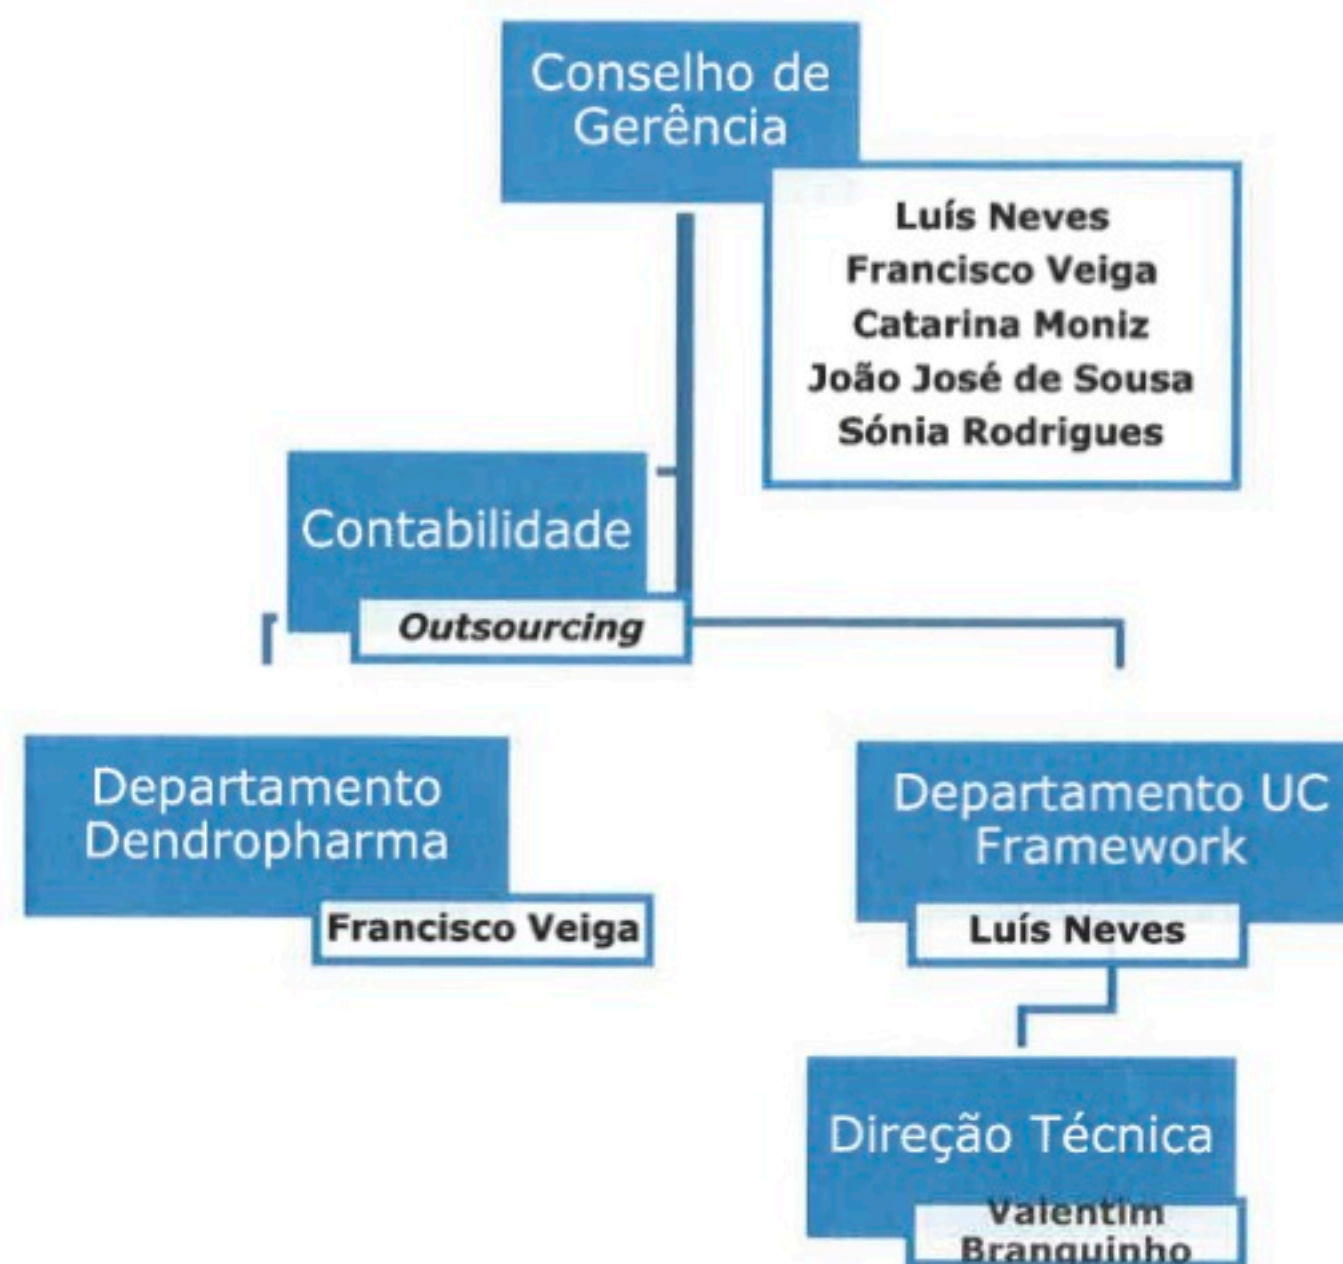 Conselho de
Gerência
Luís Neves
Francisco Veiga
Catarina Moniz
João José de Sousa
Sónia Rodrigues
Contabilidade
Outsourcing
Departamento
Dendropharma
Francisco Veiga
Departamento UC
Framework
Luís Neves
Direção Técnica
Valentim
Branquinho